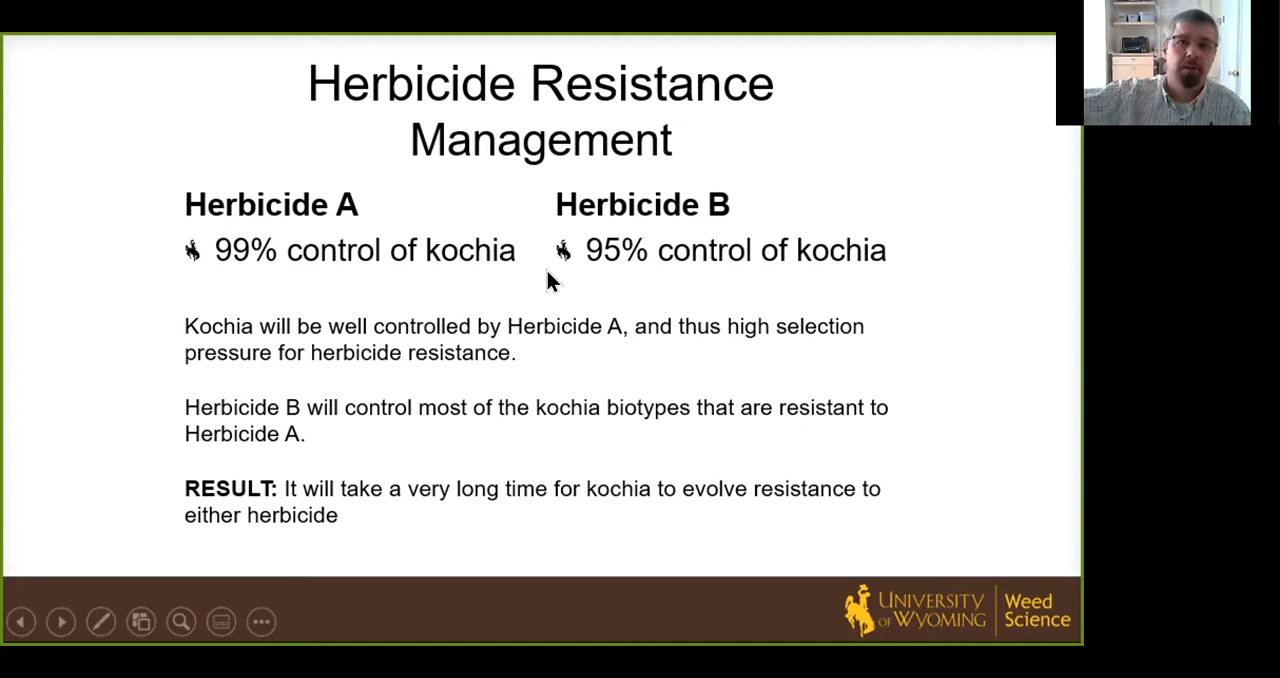 Herbicide Resistance
Management
Herbicide A
99% control of kochia
Herbicide B
95% control of kochia
Kochia will be well controlled by Herbicide A, and thus high selection
pressure for herbicide resistance.
Herbicide B will control most of the kochia biotypes that are resistant to
Herbicide A.
RESULT: It will take a very long time for kochia to evolve resistance to
either herbicide
UNIVERSITY
OF WYOMING
Weed
Science